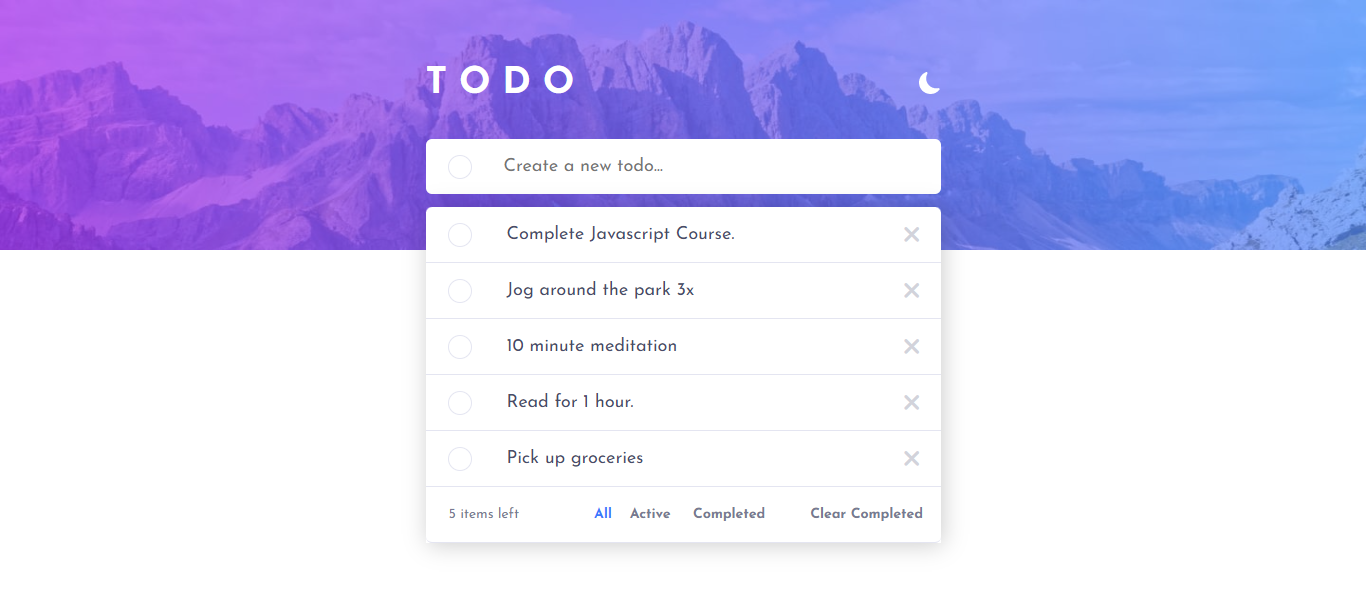 TODO
Create a new todo...
Complete Javascript Course.
Jog around the park 3x
10 minute meditation
Read for 1 hour.
Pick up groceries
5 items left All Active Completed Clear Completed